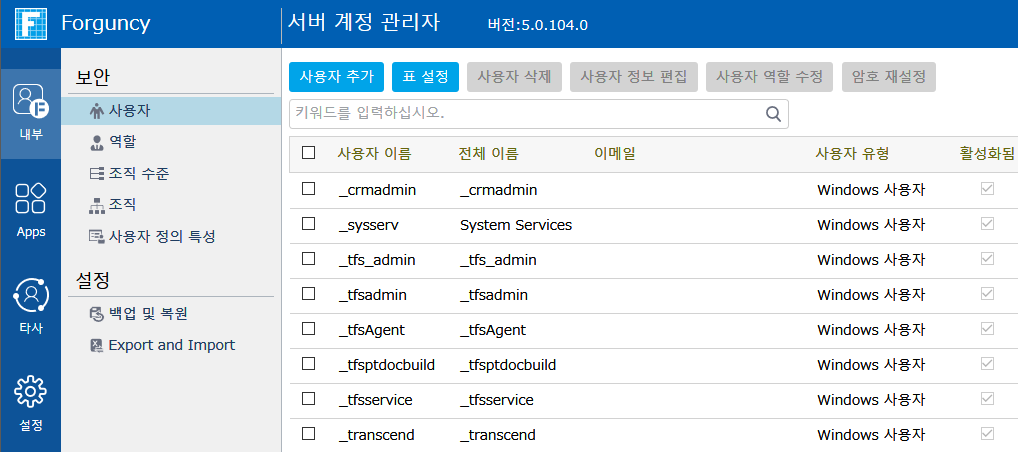 Forguncy
서버 계정 관리자 버전:5.0.104.0
내부
Apps
타사
설정
보안
사용자
역할
조직 수준
조직
사용자 정의 특성
설정
백업 및 복원
Export and Import
사용자 추가 표 설정 사용자 삭제 사용자 정보 편집 사용자 역할 수정 암호 재설정
키워드를 입력하십시오.
사용자 이름 전체 이름 이메일 사용자 유형 활성화됨
_crmadmin _crmadmin Windows 사용자
_sysserv System Services Windows 사용자
_tfs_admin _tfs_admin Windows 사용자
_tfsadmin _tfsadmin Windows 사용자
_tfsAgent _tfsAgent Windows 사용자
_tfsptdocbuild _tfsptdocbuild Windows 사용자
_tfsservice _tfsservice Windows 사용자
_transcend _transcend Windows 사용자